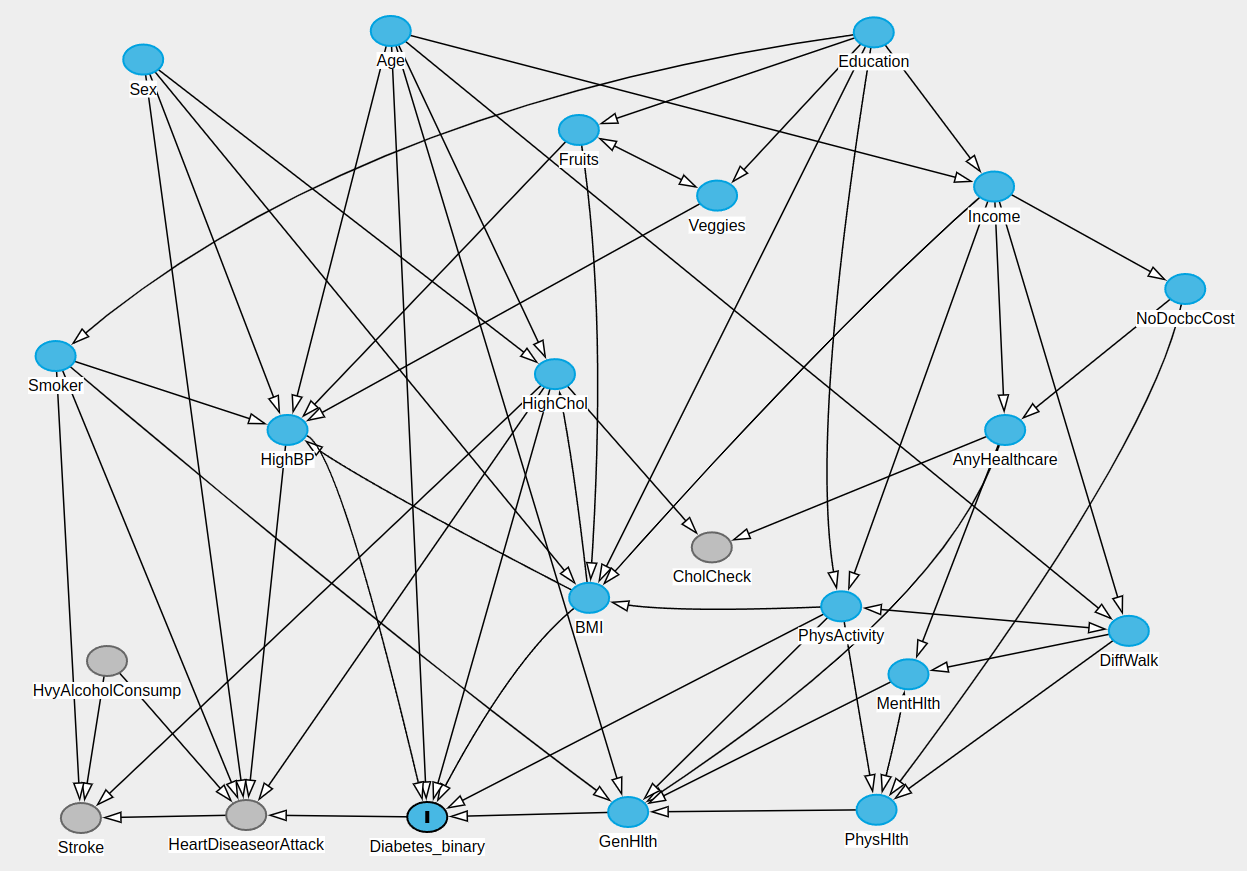 Age
Education
Sex
Fruits
Veggies
Income
NoDocbcCost
Smoker
HighChol
HighBP
AnyHealthcare
CholCheck
BMI
PhysActivity
DiffWalk
HvyAlcoholConsump
MentHlth
Stroke
HeartDiseaseorAttack
Diabetes_binary
GenHlth
PhysHlth